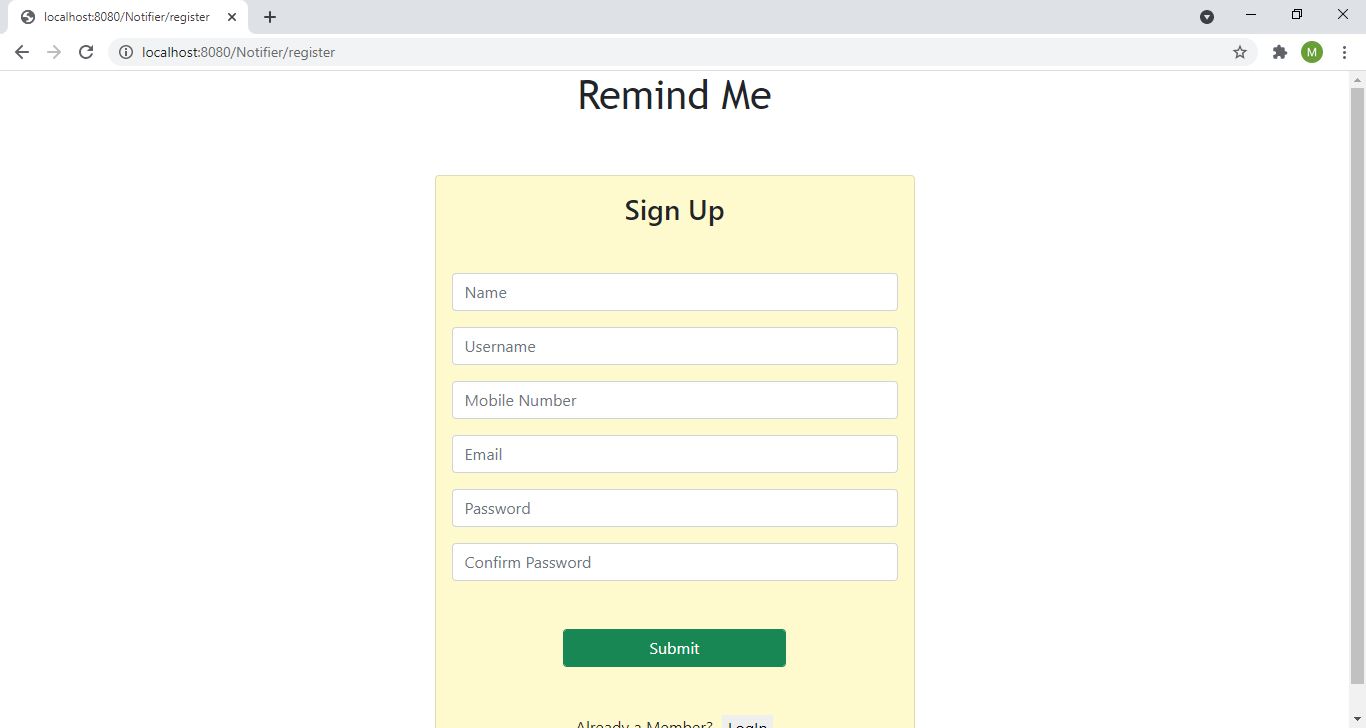 localhost:8080/Notifier/register
localhost:8080/Notifier/register
M
Remind Me
Sign Up
Name
Username
Mobile Number
Email
Password
Confirm Password
Submit
Already a Member? LogIn